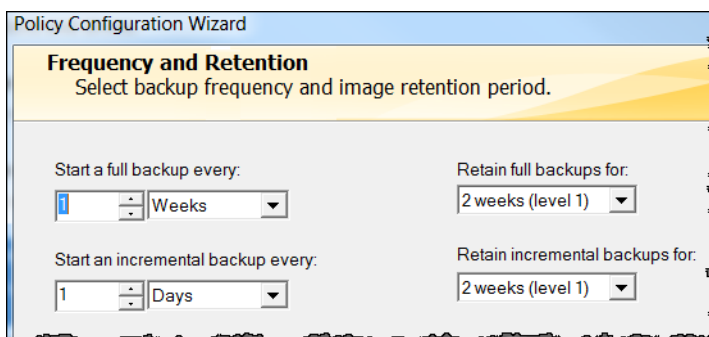 Policy Configuration Wizard
Frequency and Retention
Select backup frequency and image retention period.
Start a full backup every:
1 Weeks
Retain full backups for:
2 weeks (level 1)
Start an incremental backup every:
1 Days
Retain incremental backups for:
2 weeks (level 1)